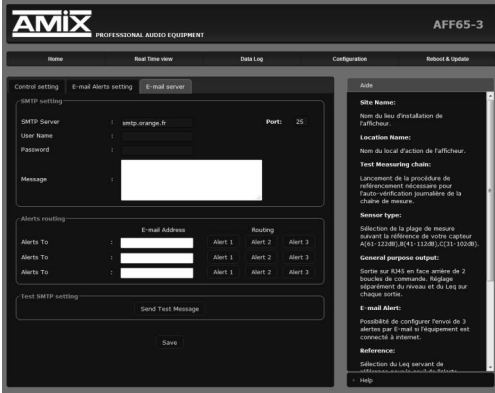 AMIX
PROFESSIONAL AUDIO EQUIPMENT
AFF65-3
Home Real Time view Data Log Configuration Reboot & Update
Control setting E-mail Alerts setting E-mail server
SMTP setting
SMTP Server : smtp.orange.fr Port: 25
User Name :
Password :
Message :
Alerts routing
E-mail Address Routing
Alerts To : Alert 1 Alert 2 Alert 3
Alerts To : Alert 1 Alert 2 Alert 3
Alerts To : Alert 1 Alert 2 Alert 3
Test SMTP setting
Send Test Message
Save
Aide
Site Name:
Nom du lieu d'installation de
l'afficheur.
Location Name:
Nom du local d'action de l'afficheur.
Test Measuring chain:
Lancement de la procédure de
référencement nécessaire pour
l'auto-vérification journalière de la
chaîne de mesure.
Sensor type:
Sélection de la plage de mesure
suivant la référence de votre capteur
A(61-122dB),B(41-112dB),C(31-102dB).
General purpose output:
Sortie sur RJ45 en face arrière de 2
boucles de commande. Réglage
séparément du niveau et du Leq sur
chaque sortie.
E-mail Alert:
Possibilité de configurer l'envoi de 3
alertes par E-mail si l'équipement est
connecté à internet.
Reference:
Sélection du Leq servant de
Help